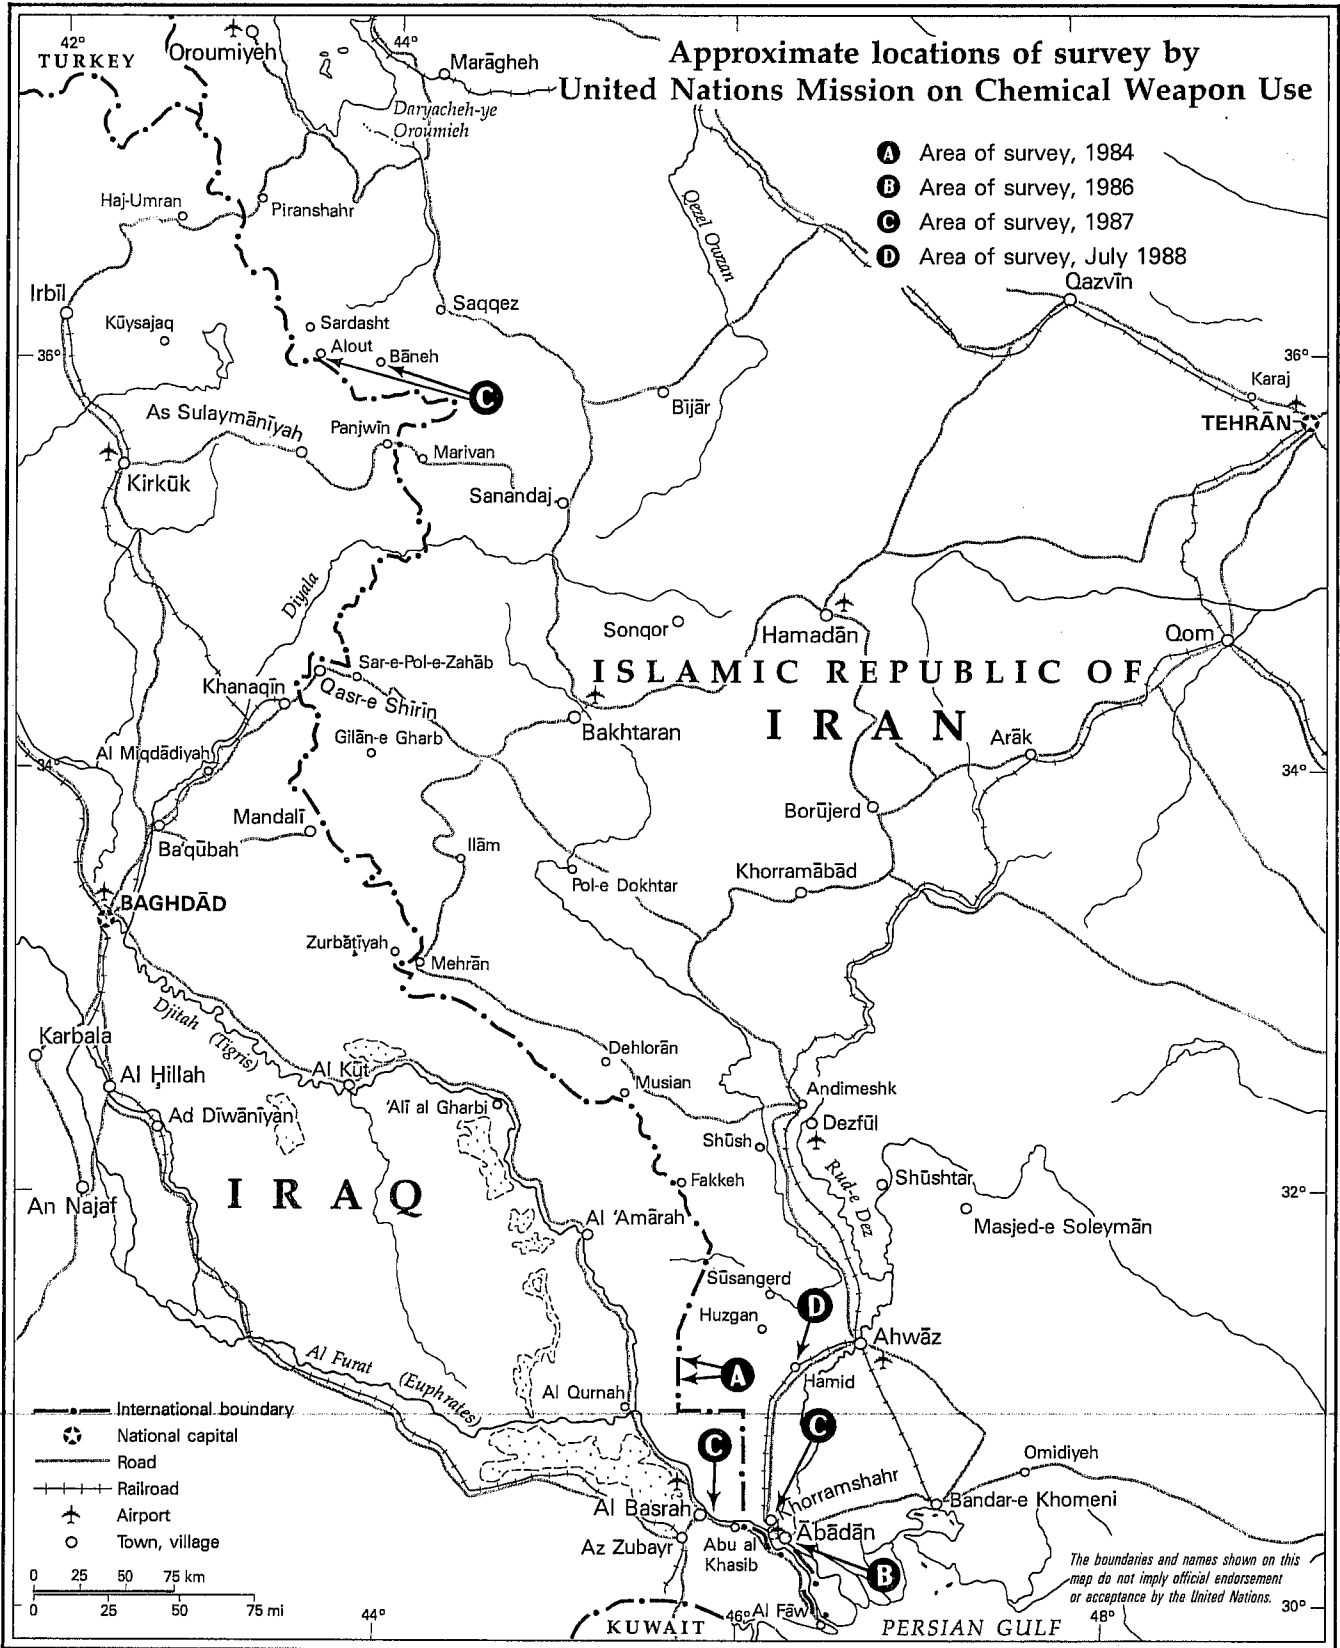 Approximate locations of survey by
United Nations Mission on Chemical Weapon Use
A Area of survey, 1984
B Area of survey, 1986
C Area of survey, 1987
D Area of survey, July 1988
42°
44°
TURKEY
Oroumiyeh
Marāgheh
Daryacheh-ye
Oroumieh
Haj-Umran
Piranshahr
Qezel Owzan
Qazvīn
Irbīl
Kūysajaq
Saqqez
Sardasht
Alout
Bāneh
36°
36°
C
Karaj
TEHRĀN
Bījār
As Sulaymānīyah
Panjwīn
Marivan
Kirkūk
Sanandaj
Diyala
Sonqor
Hamadān
Qom
ISLAMIC REPUBLIC OF
IRAN
Sar-e-Pol-e-Zahāb
Khanaqīn
Qasr-e Shīrīn
Gilān-e Gharb
Bakhtaran
Arāk
Al Miqdādiyah
34°
34°
Mandalī
Borūjerd
Ba'qūbah
Ilām
Pol-e Dokhtar
Khorramābād
BAGHDĀD
Zurbāṭīyah
Mehrān
Djitah (Tigris)
Karbala
Dehlorān
Al Ḥillah
Al Kūt
Musian
Andimeshk
'Alī al Gharbi
Ad Dīwānīyan
Dezfūl
Shūsh
Rud-e Dez
Shūshtar
Fakkeh
32°
An Najaf
IRAQ
Al 'Amārah
Masjed-e Soleymān
Sūsangerd
D
Huzgan
Ahwāz
Al Furat (Euphrates)
A
Hamid
Al Qurnah
C
C
Khorramshahr
Omidiyeh
Al Basrah
Bandar-e Khomeni
Ābādān
Az Zubayr
Abu al
Khasib
B
Al Fāw
KUWAIT
PERSIAN GULF
44°
46°
48°
30°
International boundary
National capital
Road
Railroad
Airport
Town, village
0 25 50 75 km
0 25 50 75 mi
The boundaries and names shown on this
map do not imply official endorsement
or acceptance by the United Nations.